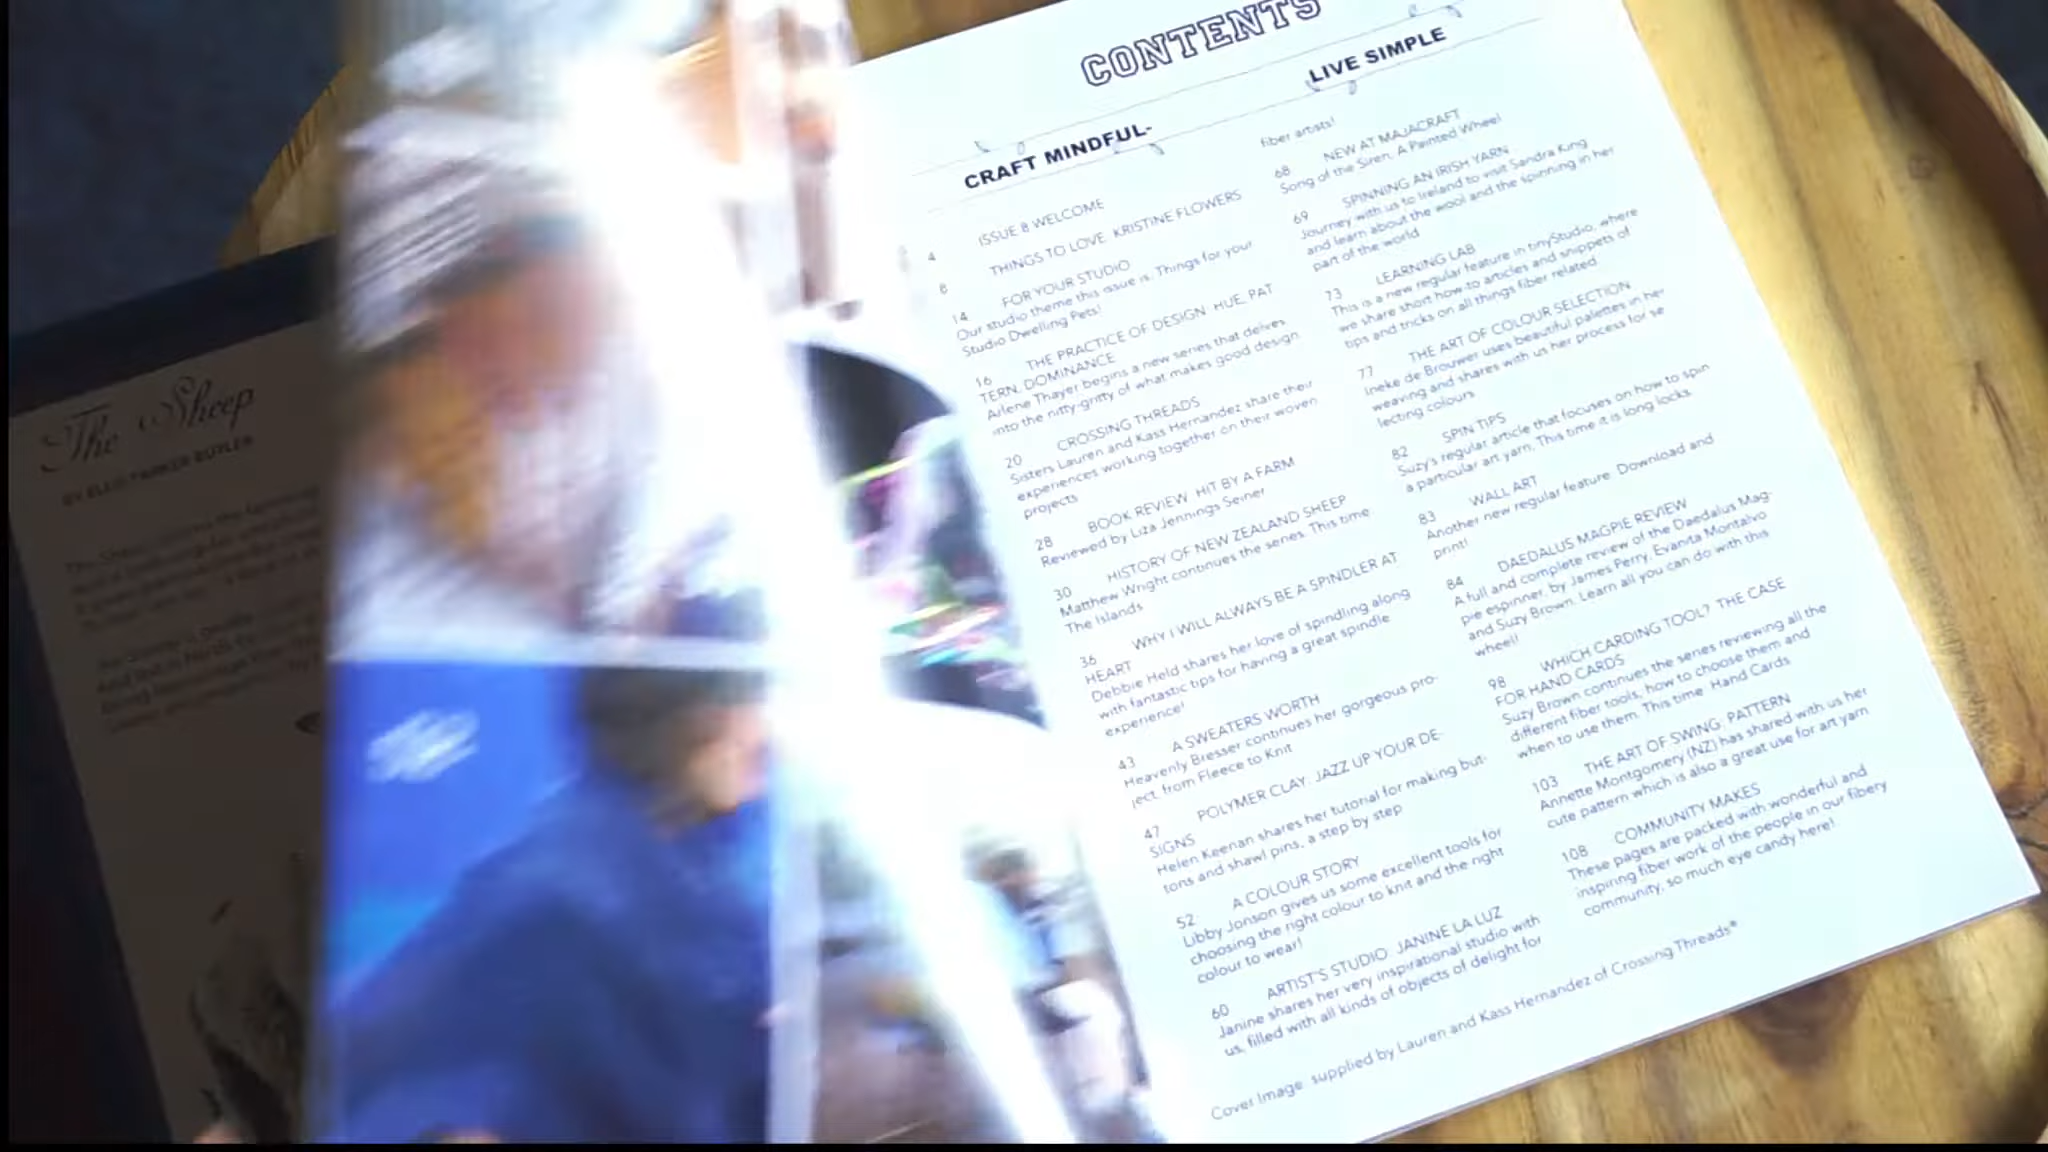 The Sheep
BY ELLIS PARKER BUTLER
CONTENTS
CRAFT MINDFUL-
LIVE SIMPLE
4 ISSUE 8 WELCOME
6 THINGS TO LOVE: KRISTINE FLOWERS
14 FOR YOUR STUDIO
Our studio theme this issue is: Things for your
Studio Dwelling Pets!
16 THE PRACTICE OF DESIGN: HUE, PAT
TERN, DOMINANCE
Arlene Thayer begins a new series that delves
into the nitty-gritty of what makes good design
20 CROSSING THREADS
Sisters Lauren and Kass Hernandez share their
experiences working together on their woven
projects
28 BOOK REVIEW: HIT BY A FARM
Reviewed by Liza Jennings Seiner
30 HISTORY OF NEW ZEALAND SHEEP
Matthew Wright continues the series. This time
The Islands
36 WHY I WILL ALWAYS BE A SPINDLER AT
HEART
Debbie Held shares her love of spindling along
with fantastic tips for having a great spindle
experience!
43 A SWEATERS WORTH
Heavenly Bresser continues her gorgeous pro-
ject, from Fleece to Knit
47 POLYMER CLAY: JAZZ UP YOUR DE-
SIGNS
Helen Keenan shares her tutorial for making but-
tons and shawl pins, a step by step
52 A COLOUR STORY
Libby Jonson gives us some excellent tools for
choosing the right colour to knit and the right
colour to wear!
60 ARTIST'S STUDIO: JANINE LA LUZ
Janine shares her very inspirational studio with
us, filled with all kinds of objects of delight for
fiber artists!
68 NEW AT MAJACRAFT
Song of the Siren, A Painted Wheel
69 SPINNING AN IRISH YARN
Journey with us to Ireland to visit Sandra King
and learn about the wool and the spinning in her
part of the world
73 LEARNING LAB
This is a new regular feature in tinyStudio, where
we share short how to articles and snippets of
tips and tricks on all things fiber related
77 THE ART OF COLOUR SELECTION
Ineke de Brouwer uses beautiful palettes in her
weaving and shares with us her process for se
lecting colours
82 SPIN TIPS
Suzy's regular article that focuses on how to spin
a particular art yarn. This time it is long locks.
83 WALL ART
Another new regular feature. Download and
print!
84 DAEDALUS MAGPIE REVIEW
A full and complete review of the Daedalus Mag-
pie espinner, by James Perry, Evanita Montalvo
and Suzy Brown. Learn all you can do with this
wheel!
98 WHICH CARDING TOOL? THE CASE
FOR HAND CARDS
Suzy Brown continues the series reviewing all the
different fiber tools, how to choose them and
when to use them. This time: Hand Cards
103 THE ART OF SWING: PATTERN
Annette Montgomery (NZ) has shared with us her
cute pattern which is also a great use for art yarn
108 COMMUNITY MAKES
These pages are packed with wonderful and
inspiring fiber work of the people in our fibery
community, so much eye candy here!
Cover Image: supplied by Lauren and Kass Hernandez of Crossing Threads®